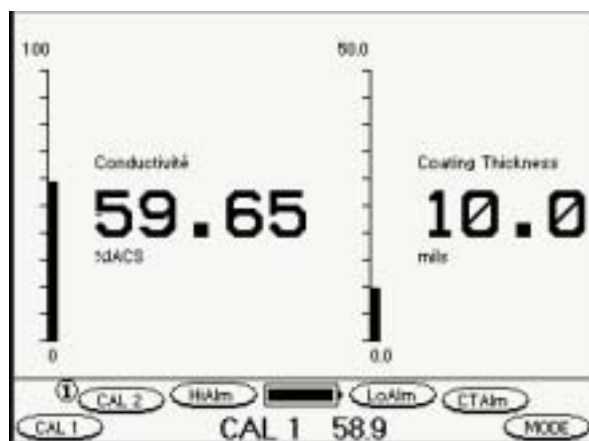 100
50.0
Conductivité
Coating Thickness
59.65
10.0
%IACS
mils
0
0.0
①
CAL 2
HiAlm
LoAlm
CTAlm
CAL 1
CAL 1 58.9
MODE